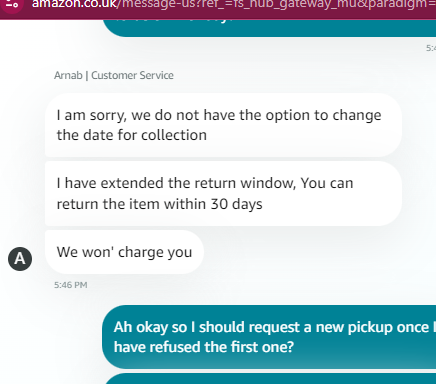 amazon.co.uk/message-us?ref_=fs_hub_gateway_mu&paradigm=
Arnab | Customer Service
I am sorry, we do not have the option to change
the date for collection
I have extended the return window, You can
return the item within 30 days
We won' charge you
A
5:46 PM
Ah okay so I should request a new pickup once I
have refused the first one?